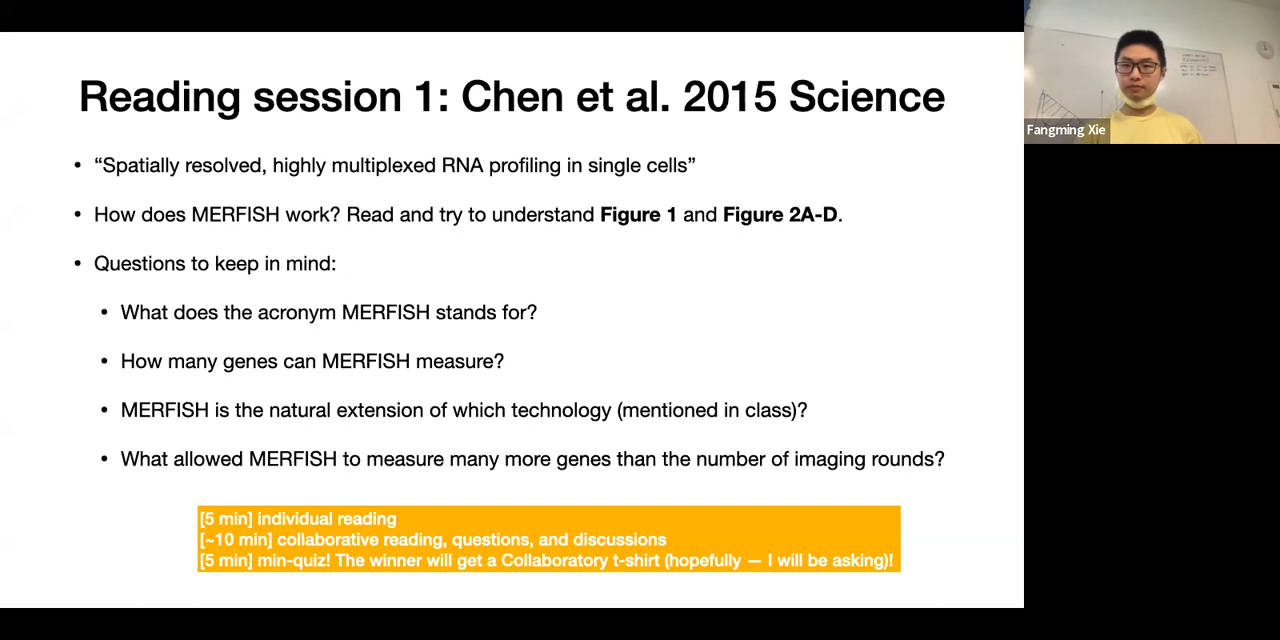 Reading session 1: Chen et al. 2015 Science
• “Spatially resolved, highly multiplexed RNA profiling in single cells”
• How does MERFISH work? Read and try to understand Figure 1 and Figure 2A-D.
• Questions to keep in mind:
• What does the acronym MERFISH stands for?
• How many genes can MERFISH measure?
• MERFISH is the natural extension of which technology (mentioned in class)?
• What allowed MERFISH to measure many more genes than the number of imaging rounds?
[5 min] individual reading
[~10 min] collaborative reading, questions, and discussions
[5 min] min-quiz! The winner will get a Collaboratory t-shirt (hopefully — I will be asking)!
Fangming Xie